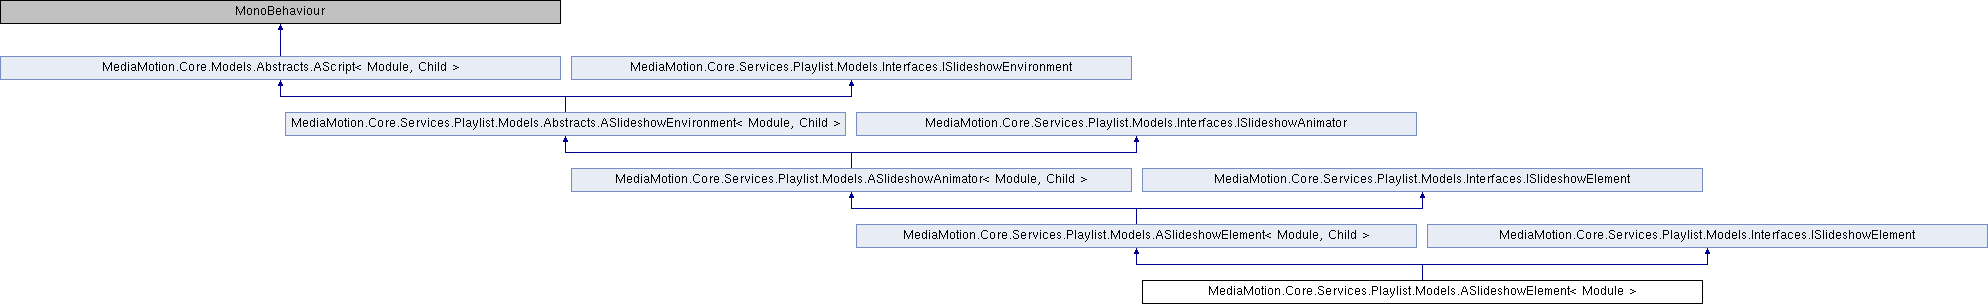 MonoBehaviour
MediaMotion.Core.Models.Abstracts.AScript< Module, Child >
MediaMotion.Core.Services.Playlist.Models.Interfaces.ISlideshowEnvironment
MediaMotion.Core.Services.Playlist.Models.Abstracts.ASlideshowEnvironment< Module, Child >
MediaMotion.Core.Services.Playlist.Models.Interfaces.ISlideshowAnimator
MediaMotion.Core.Services.Playlist.Models.ASlideshowAnimator< Module, Child >
MediaMotion.Core.Services.Playlist.Models.Interfaces.ISlideshowElement
MediaMotion.Core.Services.Playlist.Models.ASlideshowElement< Module, Child >
MediaMotion.Core.Services.Playlist.Models.Interfaces.ISlideshowElement
MediaMotion.Core.Services.Playlist.Models.ASlideshowElement< Module >